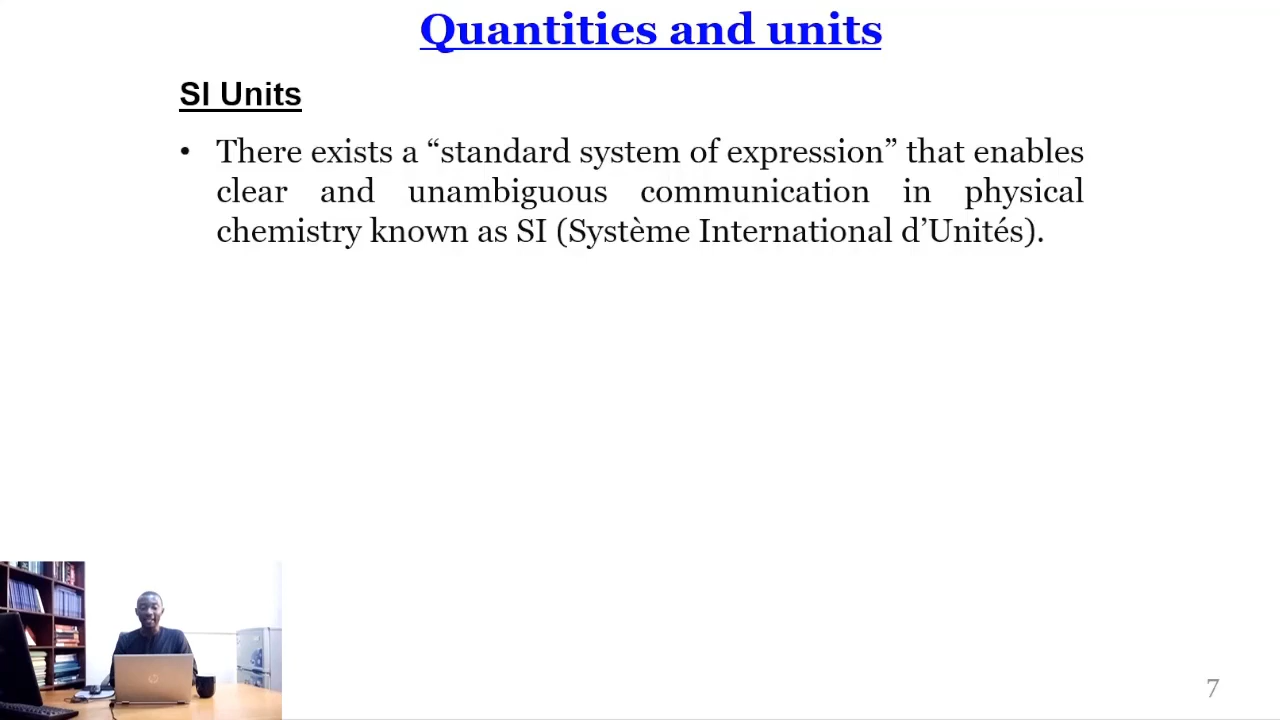 Quantities and units
SI Units
• There exists a “standard system of expression” that enables
clear and unambiguous communication in physical
chemistry known as SI (Système International d’Unités).
7